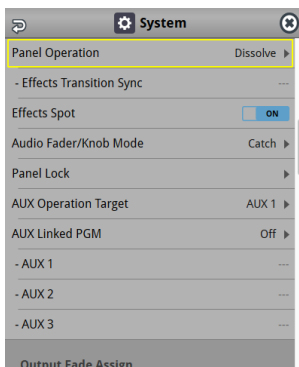 System
Panel Operation Dissolve
- Effects Transition Sync ---
Effects Spot ON
Audio Fader/Knob Mode Catch
Panel Lock
AUX Operation Target AUX 1
AUX Linked PGM Off
- AUX 1 ---
- AUX 2 ---
- AUX 3 ---
Output Fade Assign